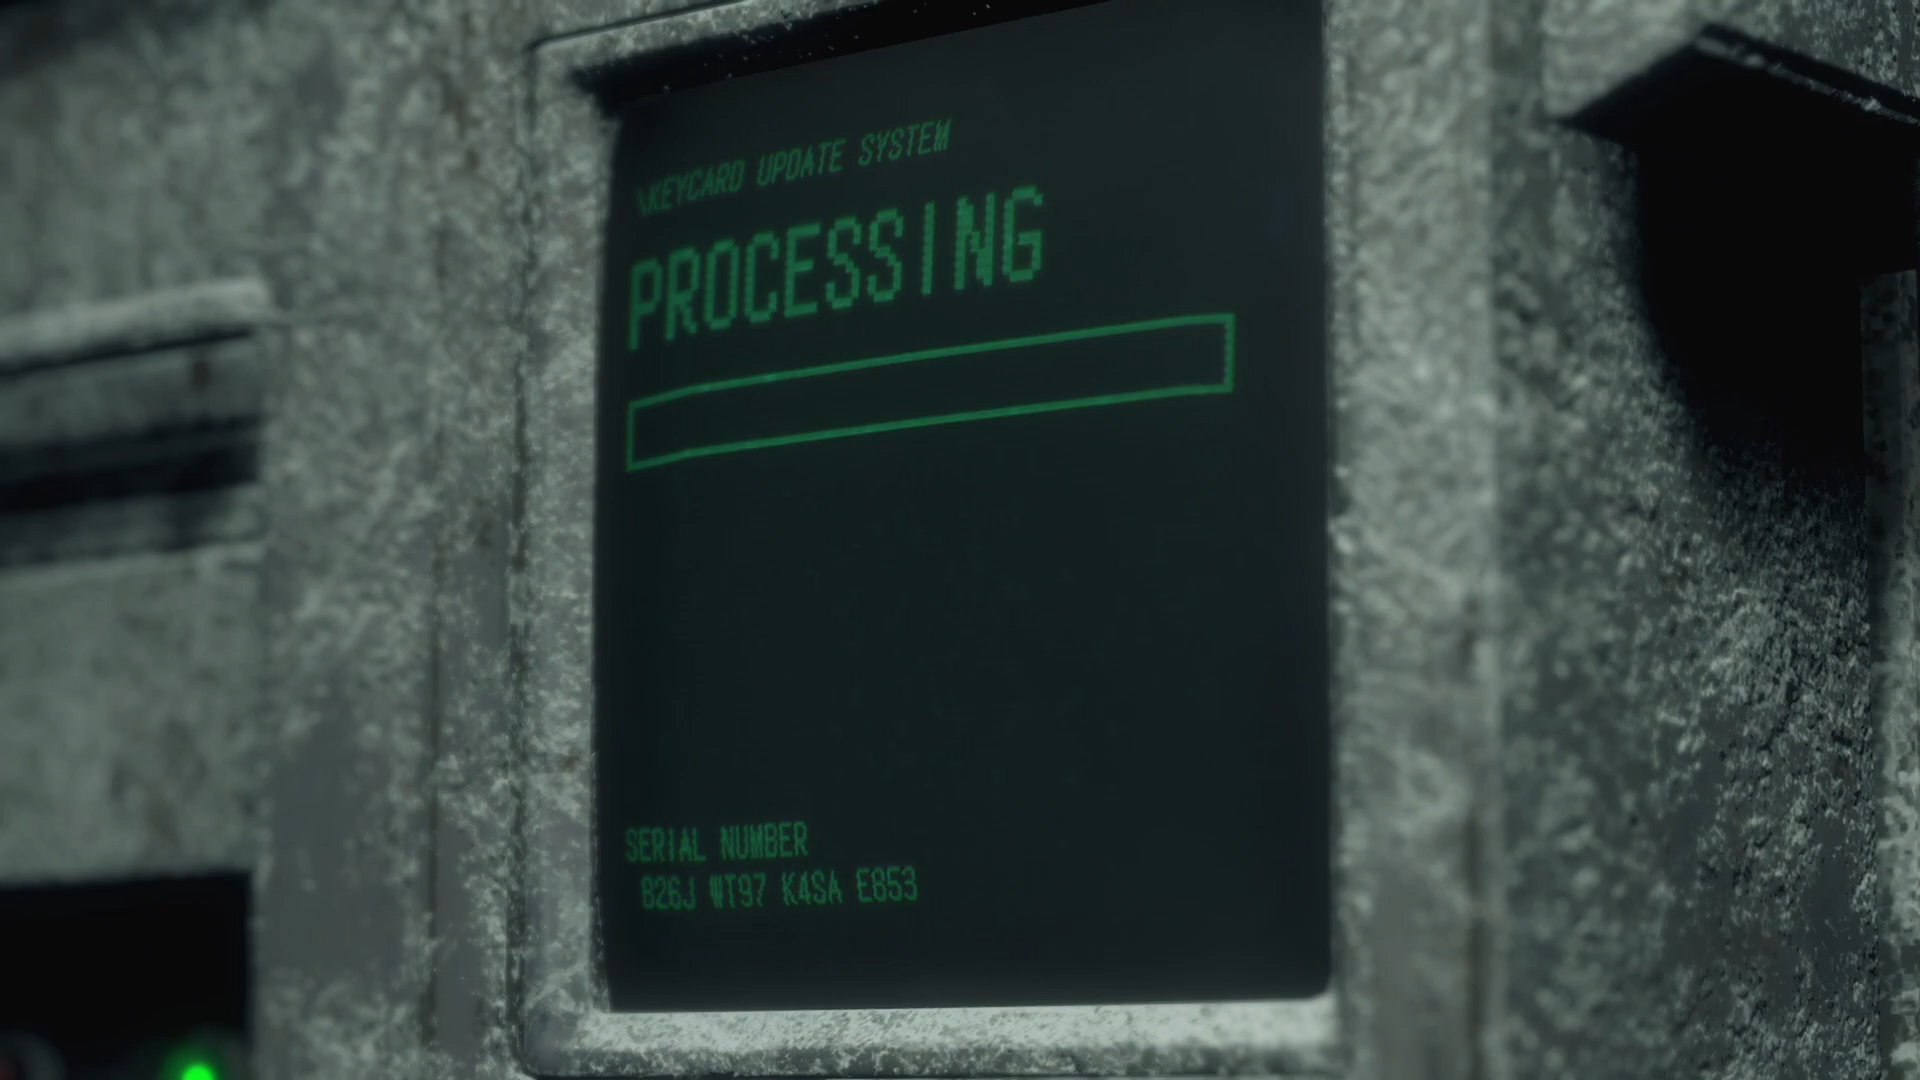 \KEYCARD UPDATE SYSTEM
PROCESSING
SERIAL NUMBER
826J WT97 K4SA E853